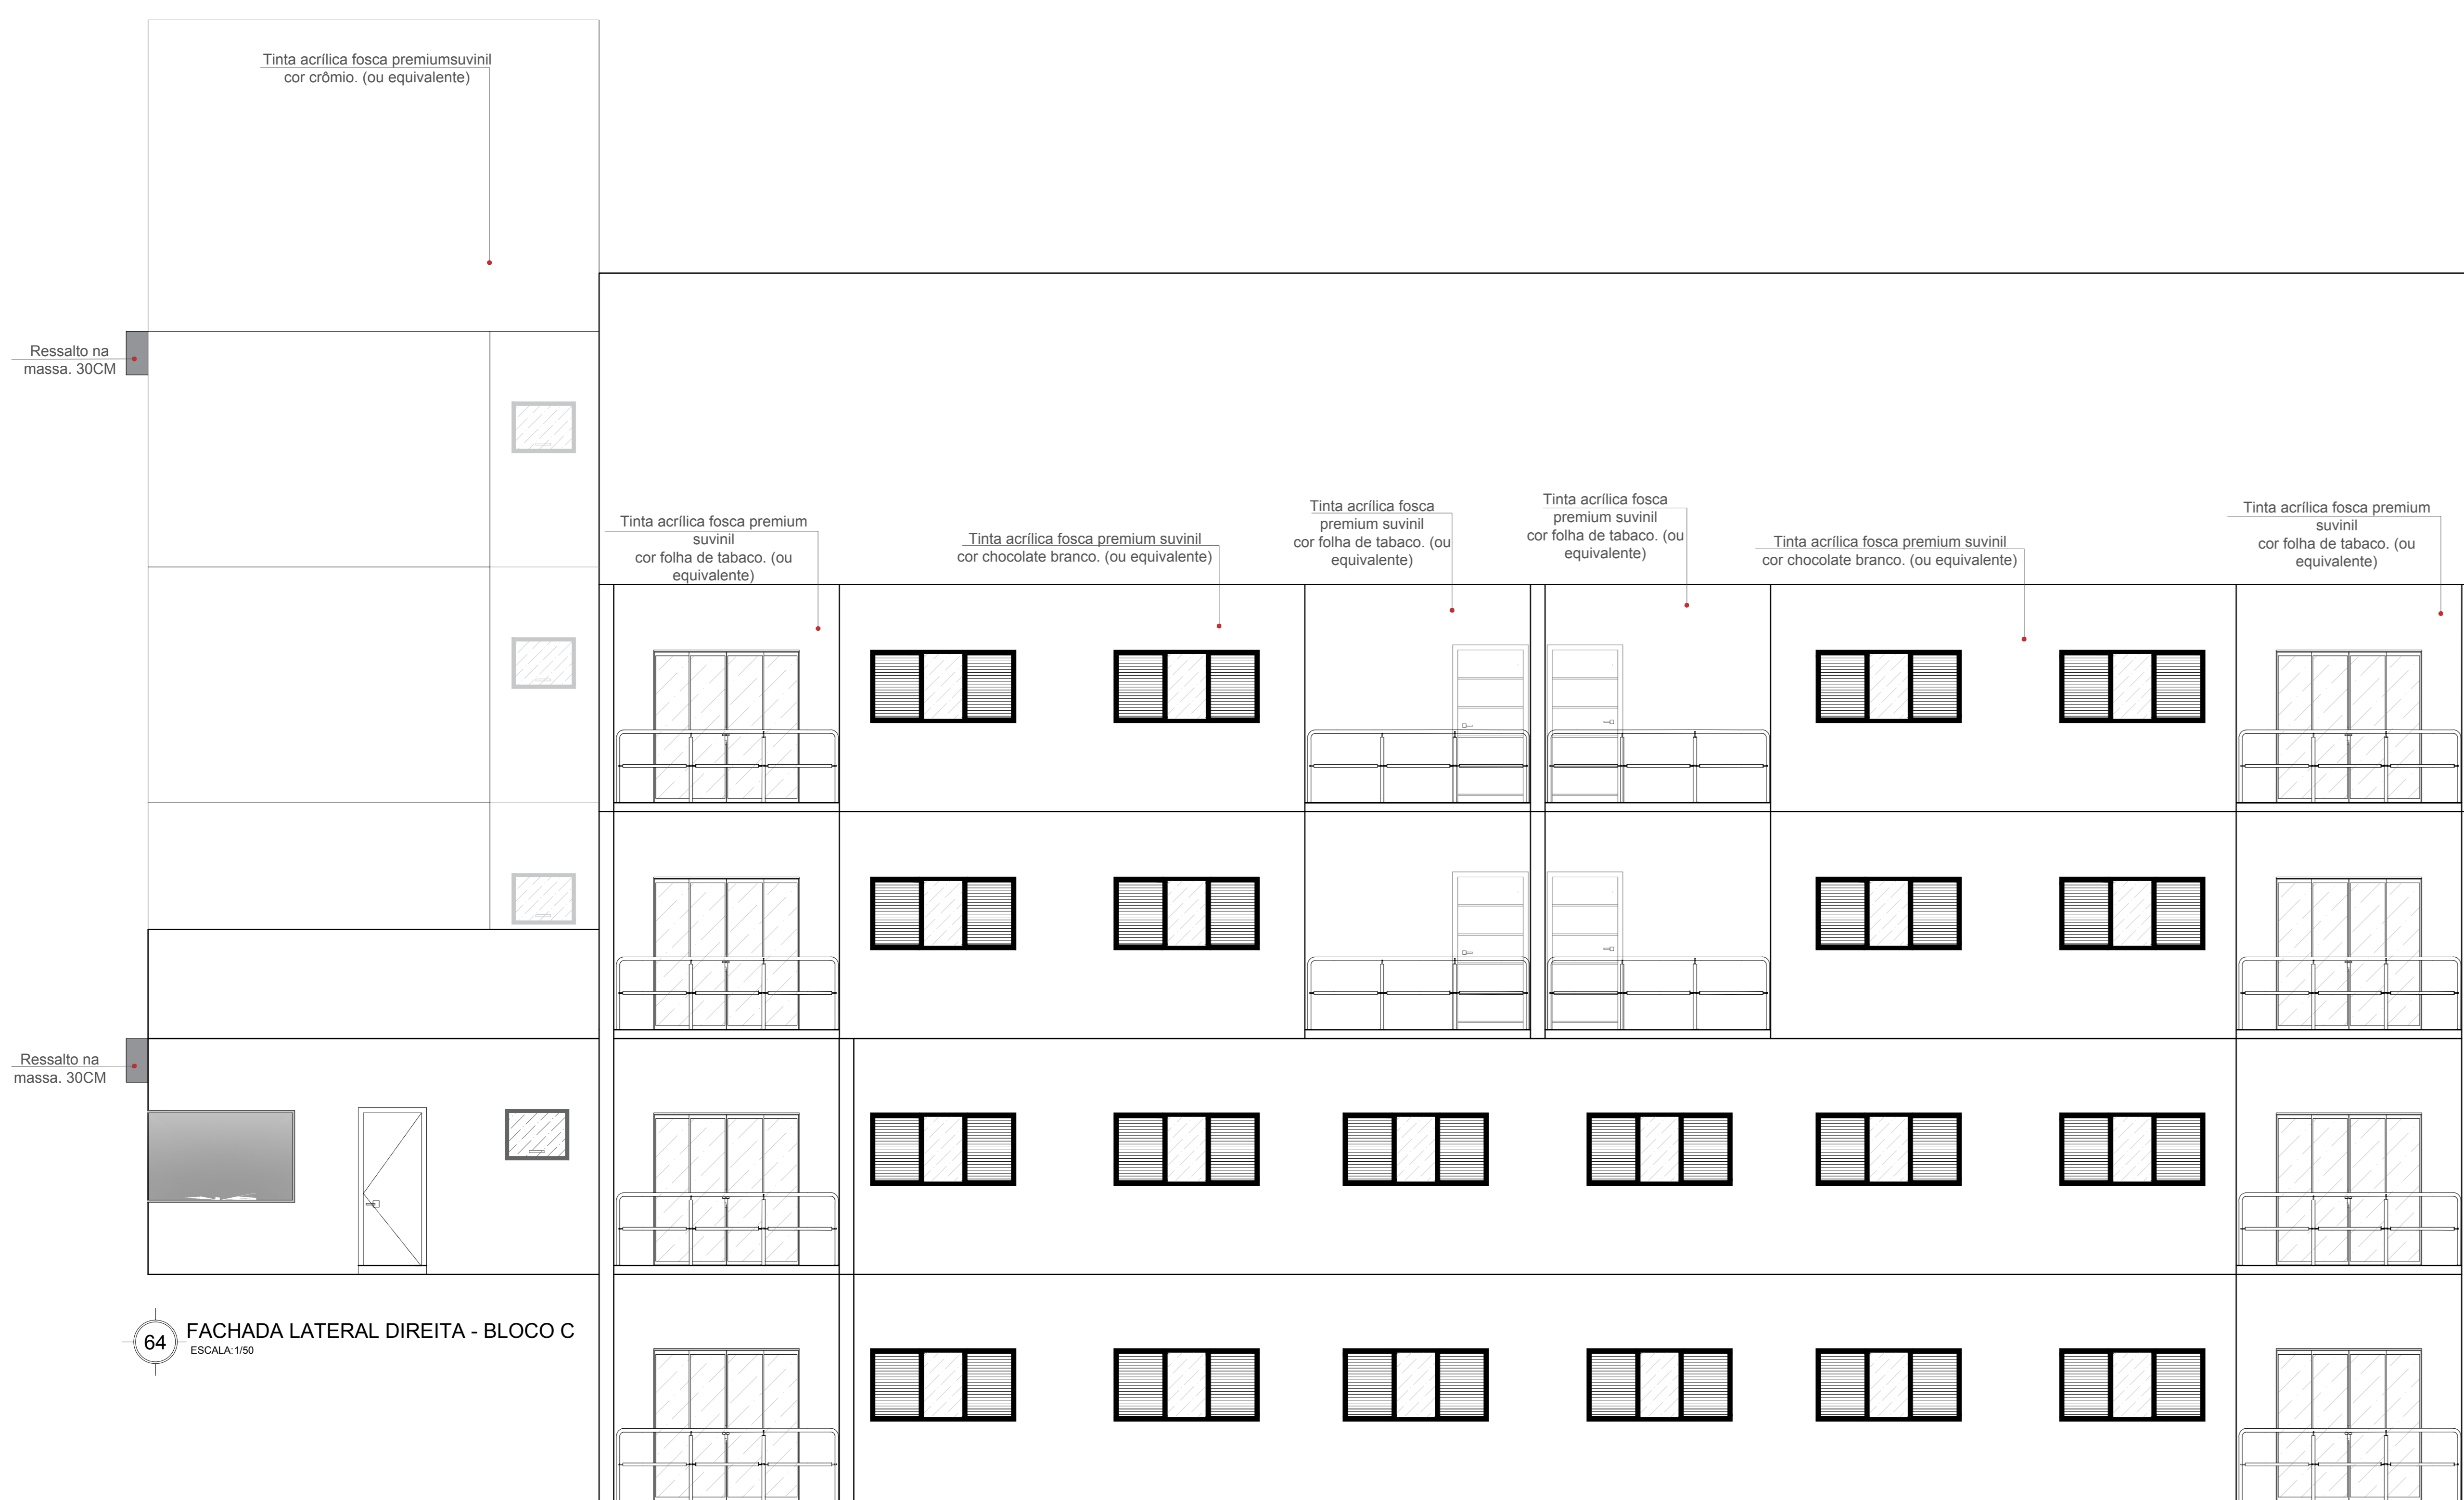 Tinta acrílica fosca premiumsuvinil
cor crômio. (ou equivalente)
Ressalto na
massa. 30CM
Tinta acrílica fosca premium
suvinil
cor folha de tabaco. (ou
equivalente)
Tinta acrílica fosca premium suvinil
cor chocolate branco. (ou equivalente)
Tinta acrílica fosca
premium suvinil
cor folha de tabaco. (ou
equivalente)
Tinta acrílica fosca
premium suvinil
cor folha de tabaco. (ou
equivalente)
Tinta acrílica fosca premium suvinil
cor chocolate branco. (ou equivalente)
Tinta acrílica fosca premium
suvinil
cor folha de tabaco. (ou
equivalente)
Ressalto na
massa. 30CM
64
FACHADA LATERAL DIREITA - BLOCO C
ESCALA:1/50